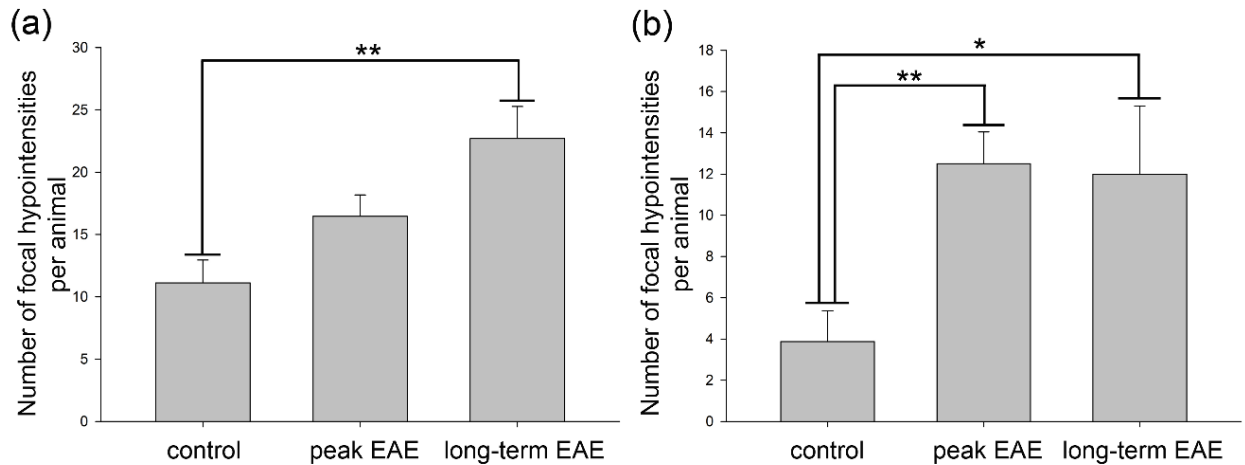 (a)
Number of focal hypointensities
per animal
30
25
20
15
10
5
0
**
control peak EAE long-term EAE
(b)
Number of focal hypointensities
per animal
18
16
14
12
10
8
6
4
2
0
*
**
control peak EAE long-term EAE